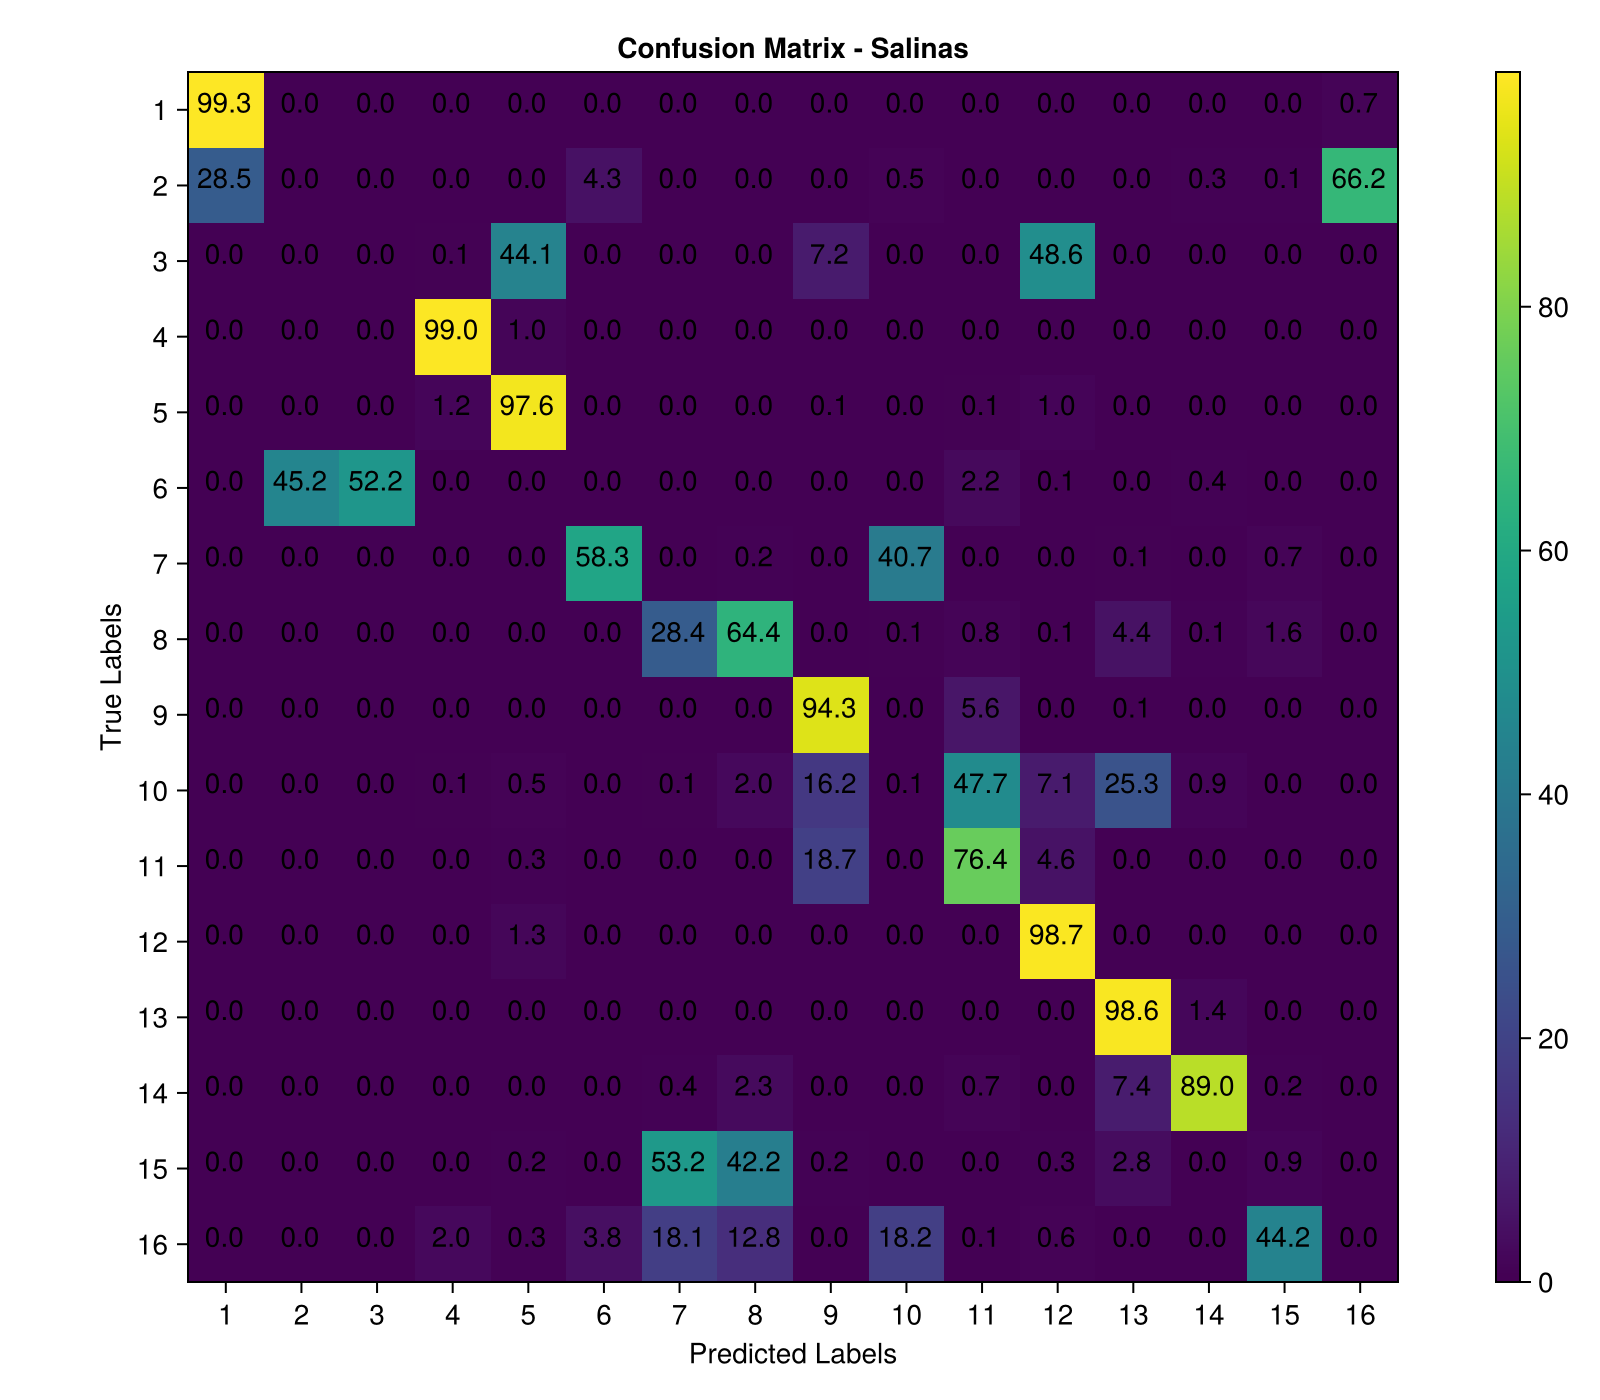 Confusion Matrix - Salinas
1 99.3 0.0 0.0 0.0 0.0 0.0 0.0 0.0 0.0 0.0 0.0 0.0 0.0 0.0 0.0 0.7
2 28.5 0.0 0.0 0.0 0.0 4.3 0.0 0.0 0.0 0.5 0.0 0.0 0.0 0.3 0.1 66.2
3 0.0 0.0 0.0 0.1 44.1 0.0 0.0 0.0 7.2 0.0 0.0 48.6 0.0 0.0 0.0 0.0
80
4 0.0 0.0 0.0 99.0 1.0 0.0 0.0 0.0 0.0 0.0 0.0 0.0 0.0 0.0 0.0 0.0
5 0.0 0.0 0.0 1.2 97.6 0.0 0.0 0.0 0.1 0.0 0.1 1.0 0.0 0.0 0.0 0.0
6 0.0 45.2 52.2 0.0 0.0 0.0 0.0 0.0 0.0 0.0 2.2 0.1 0.0 0.4 0.0 0.0
60
7 0.0 0.0 0.0 0.0 0.0 58.3 0.0 0.2 0.0 40.7 0.0 0.0 0.1 0.0 0.7 0.0
8 0.0 0.0 0.0 0.0 0.0 0.0 28.4 64.4 0.0 0.1 0.8 0.1 4.4 0.1 1.6 0.0
True Labels
9 0.0 0.0 0.0 0.0 0.0 0.0 0.0 0.0 94.3 0.0 5.6 0.0 0.1 0.0 0.0 0.0
10 0.0 0.0 0.0 0.1 0.5 0.0 0.1 2.0 16.2 0.1 47.7 7.1 25.3 0.9 0.0 0.0
40
11 0.0 0.0 0.0 0.0 0.3 0.0 0.0 0.0 18.7 0.0 76.4 4.6 0.0 0.0 0.0 0.0
12 0.0 0.0 0.0 0.0 1.3 0.0 0.0 0.0 0.0 0.0 0.0 98.7 0.0 0.0 0.0 0.0
13 0.0 0.0 0.0 0.0 0.0 0.0 0.0 0.0 0.0 0.0 0.0 0.0 98.6 1.4 0.0 0.0
20
14 0.0 0.0 0.0 0.0 0.0 0.0 0.4 2.3 0.0 0.0 0.7 0.0 7.4 89.0 0.2 0.0
15 0.0 0.0 0.0 0.0 0.2 0.0 53.2 42.2 0.2 0.0 0.0 0.3 2.8 0.0 0.9 0.0
16 0.0 0.0 0.0 2.0 0.3 3.8 18.1 12.8 0.0 18.2 0.1 0.6 0.0 0.0 44.2 0.0
0
1 2 3 4 5 6 7 8 9 10 11 12 13 14 15 16
Predicted Labels